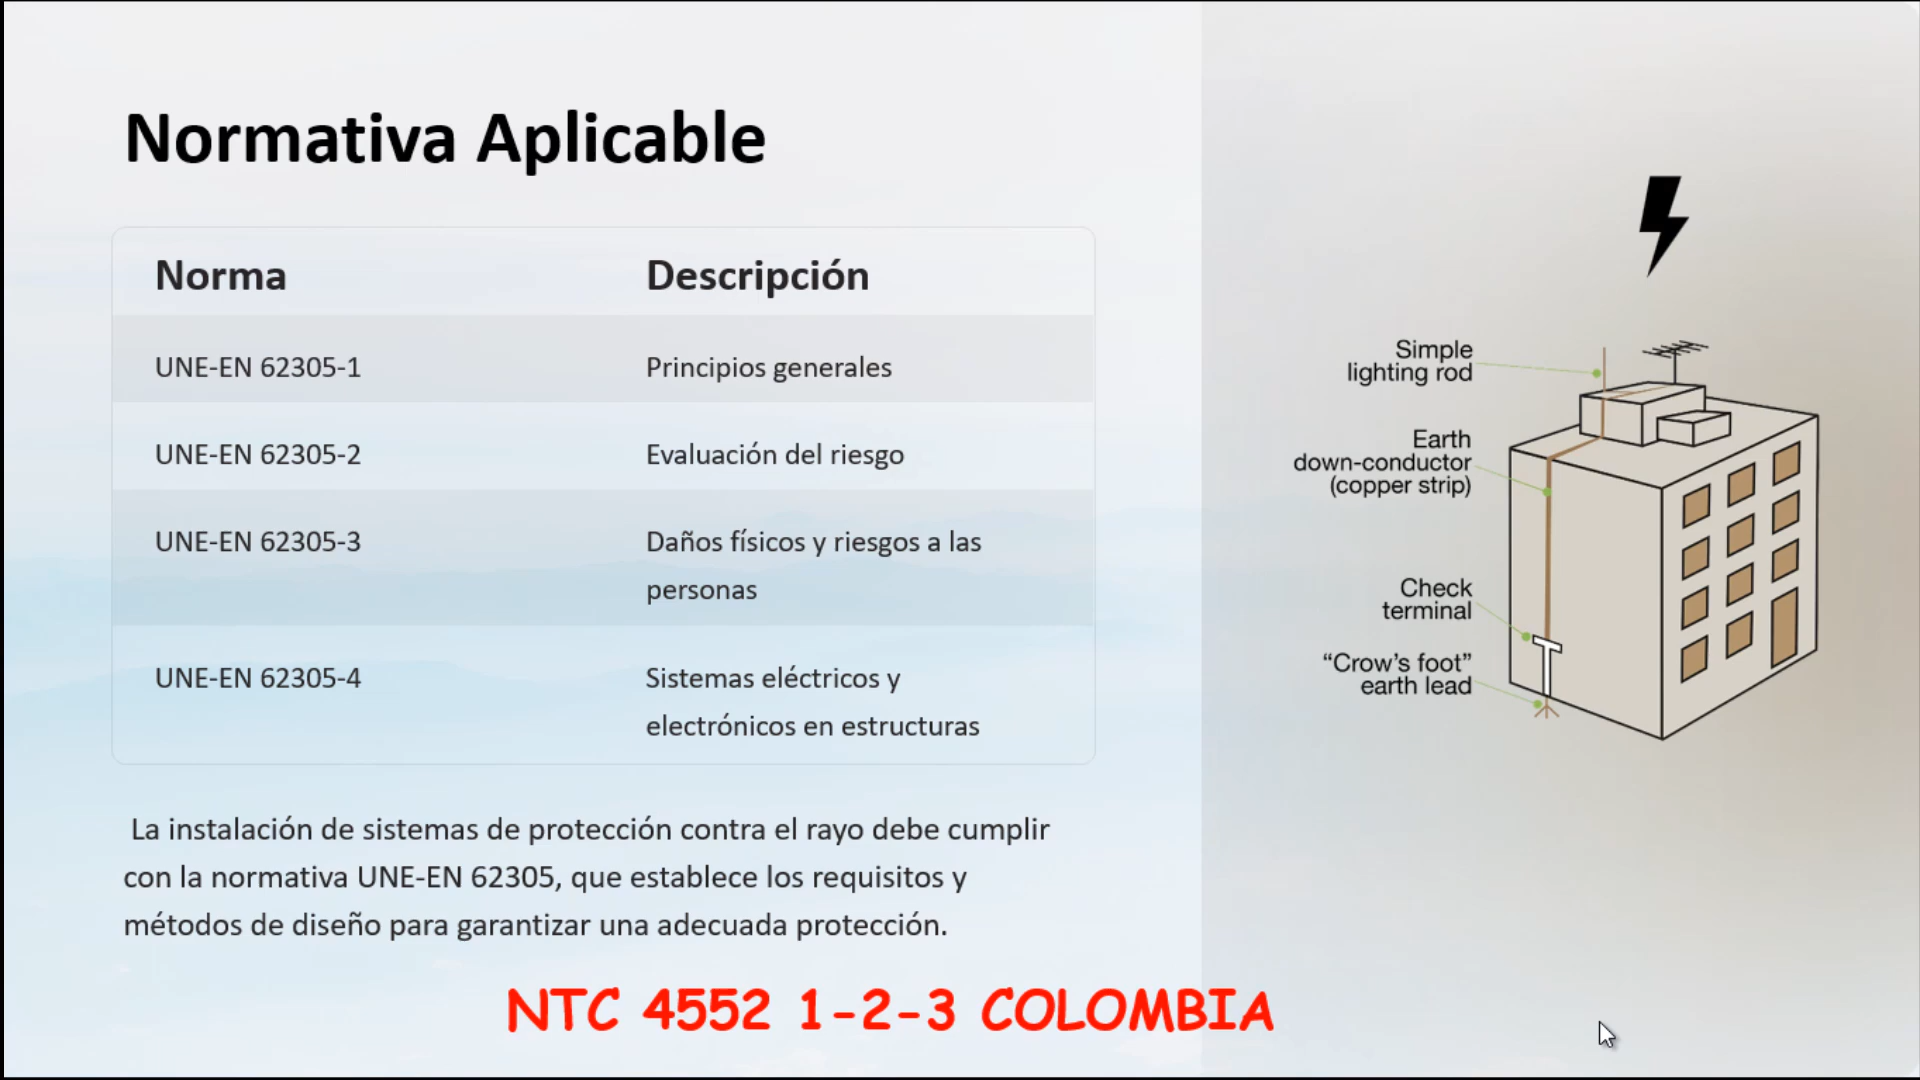 Normativa Aplicable
Norma
Descripción
UNE-EN 62305-1
Principios generales
UNE-EN 62305-2
Evaluación del riesgo
UNE-EN 62305-3
Daños físicos y riesgos a las
personas
UNE-EN 62305-4
Sistemas eléctricos y
electrónicos en estructuras
La instalación de sistemas de protección contra el rayo debe cumplir
con la normativa UNE-EN 62305, que establece los requisitos y
métodos de diseño para garantizar una adecuada protección.
NTC 4552 1-2-3 COLOMBIA
Simple
lighting rod
Earth
down-conductor
(copper strip)
Check
terminal
“Crow’s foot”
earth lead